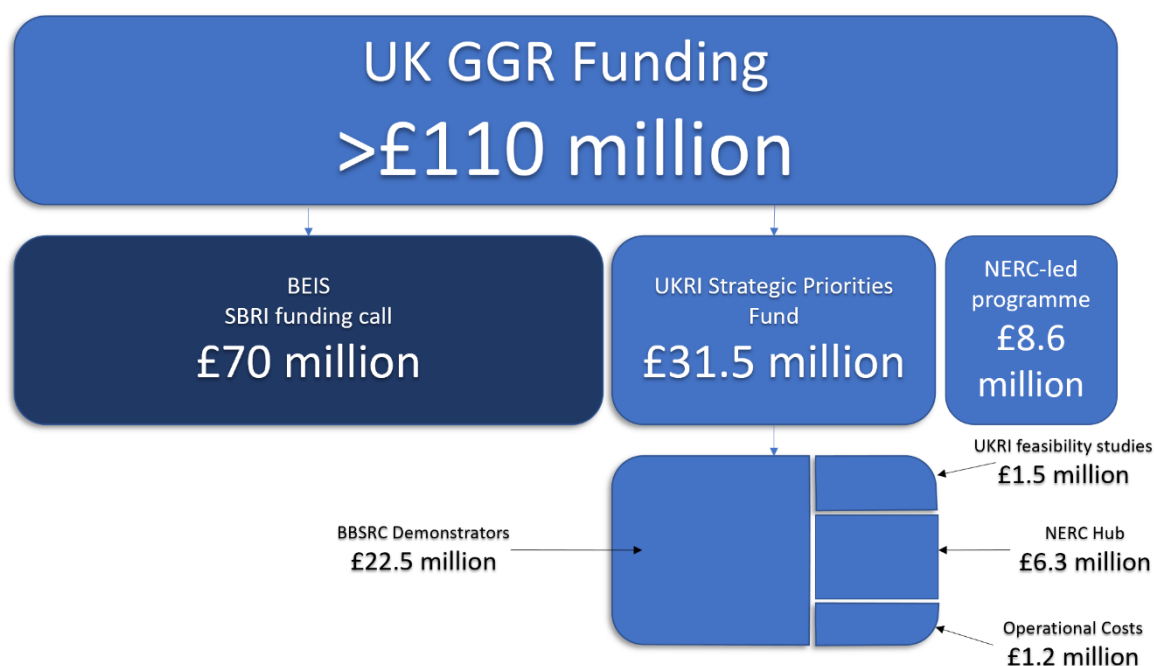 UK GGR Funding
>£110 million
BEIS
SBRI funding call
£70 million
UKRI Strategic Priorities
Fund
£31.5 million
NERC-led
programme
£8.6
million
UKRI feasibility studies
£1.5 million
BBSRC Demonstrators
£22.5 million
NERC Hub
£6.3 million
Operational Costs
£1.2 million